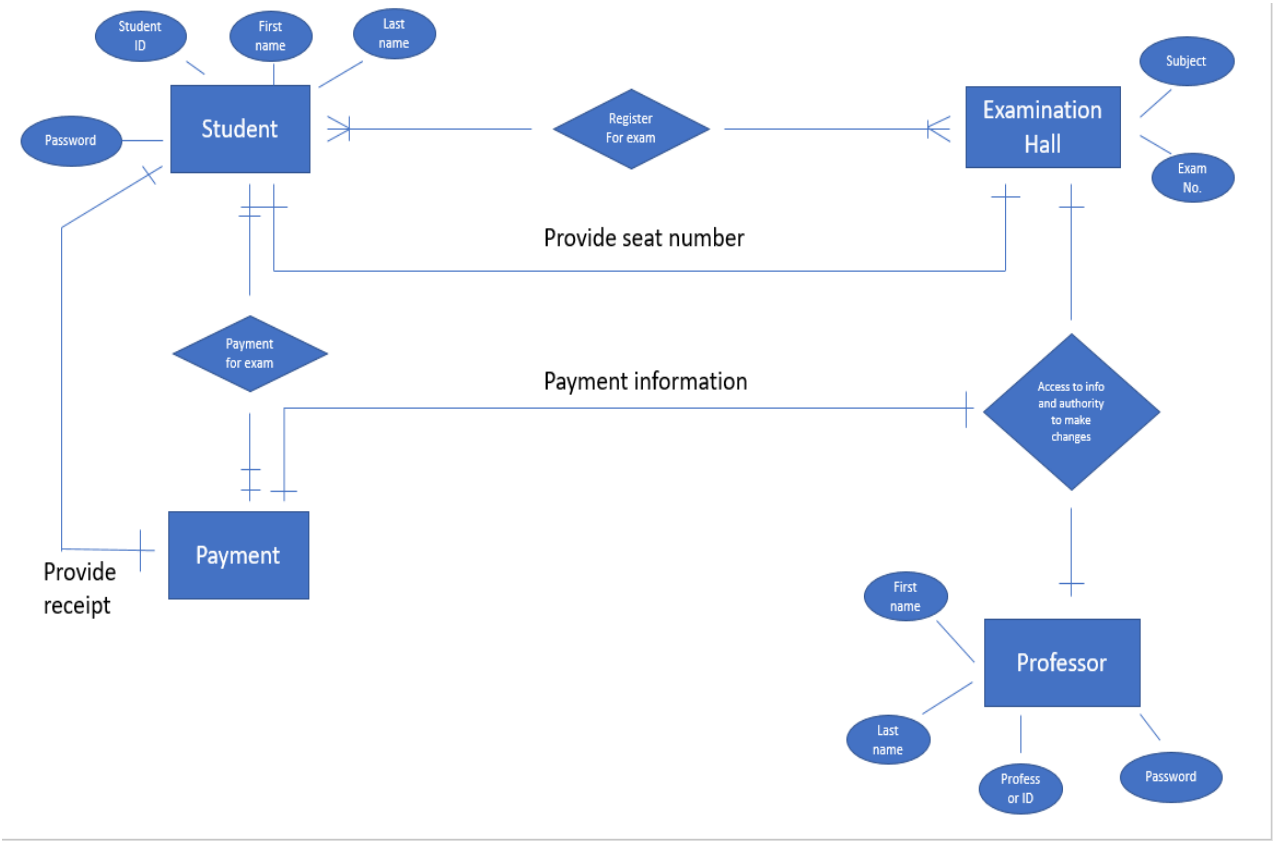 Student
ID
First
name
Last
name
Subject
Student
Password
Register
For exam
Examination
Hall
Exam
No.
Provide seat number
Payment
for exam
Payment information
Access to info
and authority
to make
changes
Payment
Provide
receipt
First
name
Professor
Last
name
Profess
or ID
Password